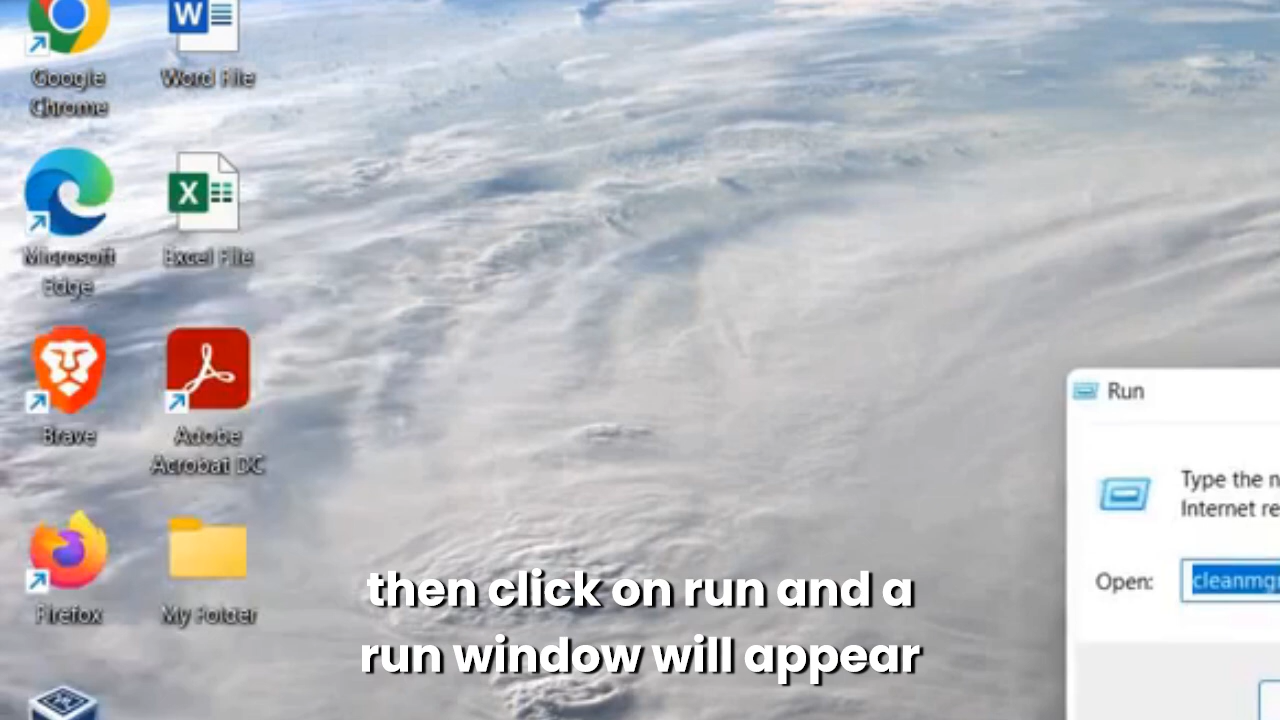 Google
Chrome
Word File
Microsoft
Edge
Excel File
Brave
Adobe
Acrobat DC
Firefox
My Folder
Run
Type the n
Internet re
Open:
cleanmg
then click on run and a
run window will appear